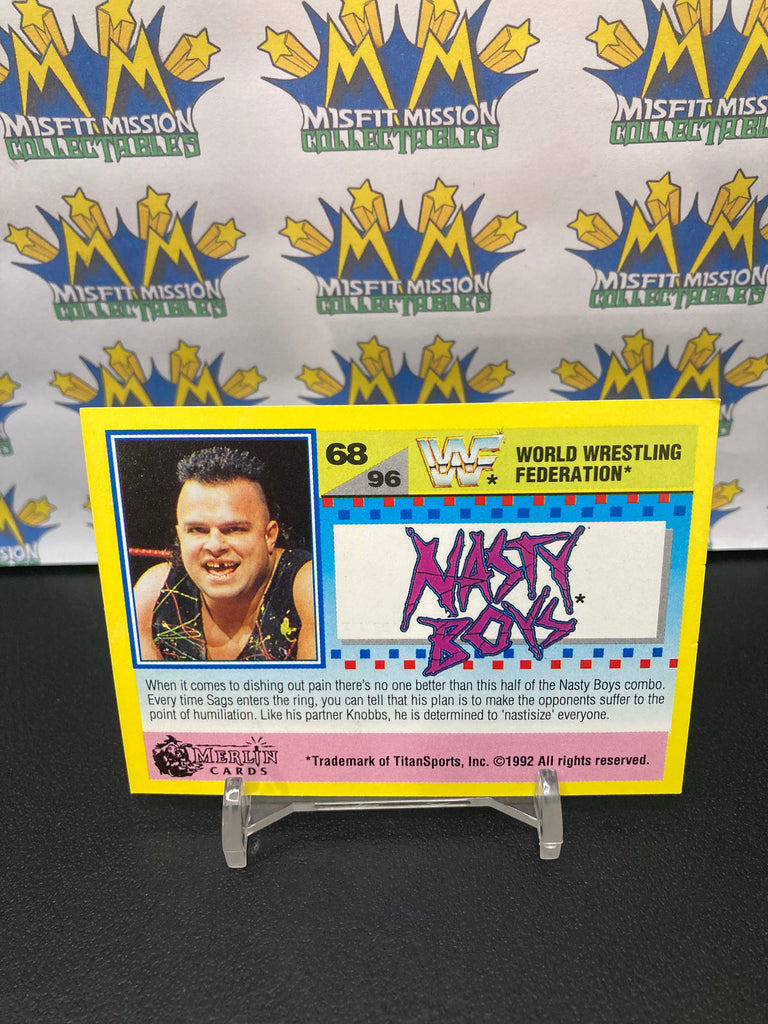 MISFIT MISSION
COLLECTABLES
MISFIT MISSION
COLLECTABLES
MISFIT MISSION
COLLECTABLES
MISFIT MISSION
COLLECTABLES
MISFIT MISSION
COLLECTABLES
MISFIT MISSION
COLLECTABLES
68
96
WF*
WORLD WRESTLING
FEDERATION*
NASTY
BOYS*
When it comes to dishing out pain there's no one better than this half of the Nasty Boys combo.
Every time Sags enters the ring, you can tell that his plan is to make the opponents suffer to the
point of humiliation. Like his partner Knobbs, he is determined to 'nastisize' everyone.
MERLIN
CARDS
*Trademark of TitanSports, Inc. ©1992 All rights reserved.